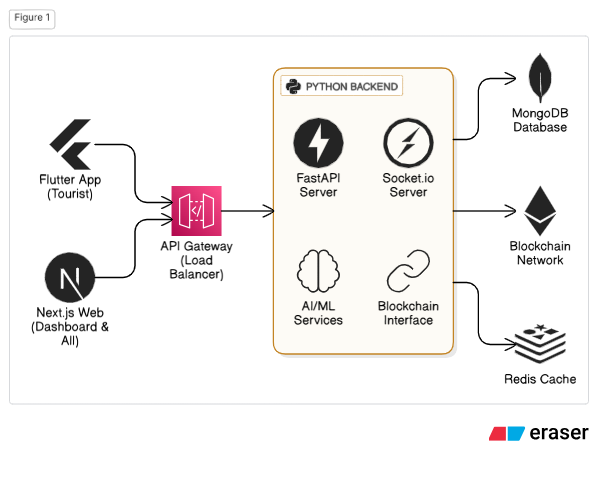 Figure 1
PYTHON BACKEND
MongoDB
Database
FastAPI
Server
Socket.io
Server
Flutter App
(Tourist)
API Gateway
(Load
Balancer)
Blockchain
Network
Next.js Web
(Dashboard &
All)
AI/ML
Services
Blockchain
Interface
Redis Cache
eraser